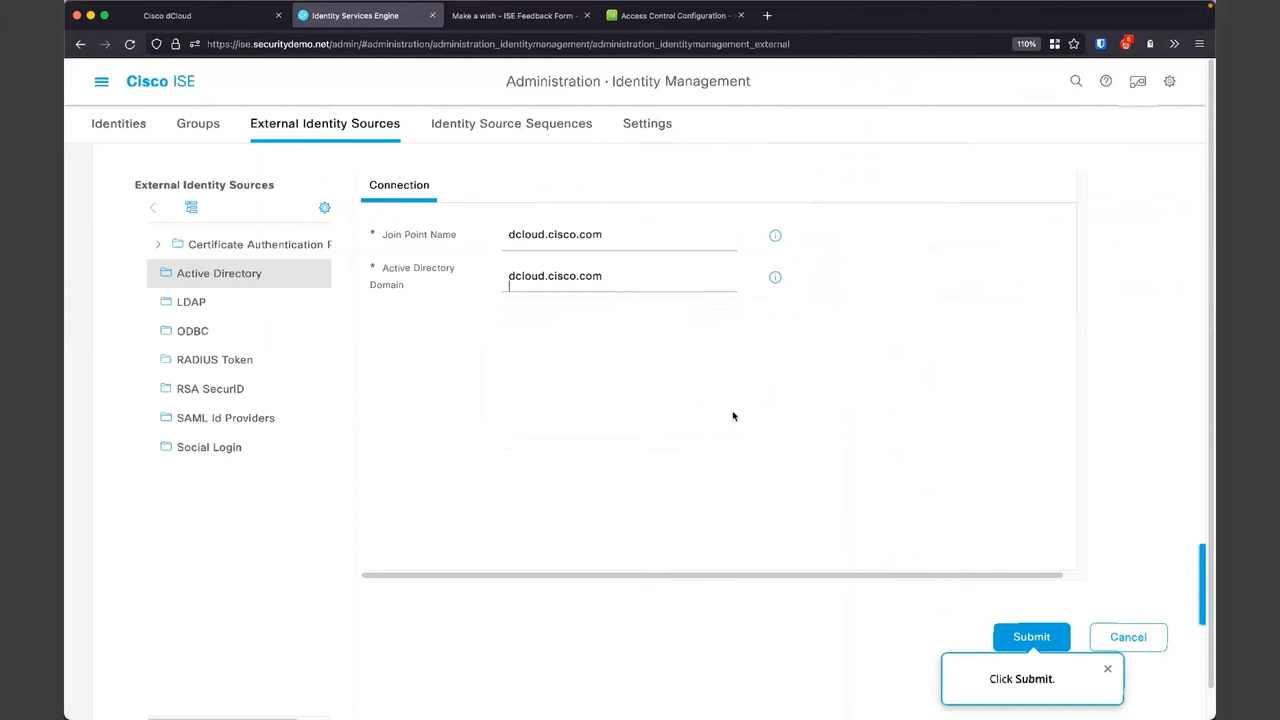 Cisco dCloud
Identity Services Engine
Make a wish - ISE Feedback Form -
Access Control Configuration -
https://ise.securitydemo.net/admin/#administration/administration_identitymanagement/administration_identitymanagement_external
110%
6
Cisco ISE
Administration · Identity Management
Identities
Groups
External Identity Sources
Identity Source Sequences
Settings
External Identity Sources
Certificate Authentication P
Active Directory
LDAP
ODBC
RADIUS Token
RSA SecurID
SAML Id Providers
Social Login
Connection
* Join Point Name
dcloud.cisco.com
* Active Directory
Domain
dcloud.cisco.com
Submit
Cancel
Click Submit.